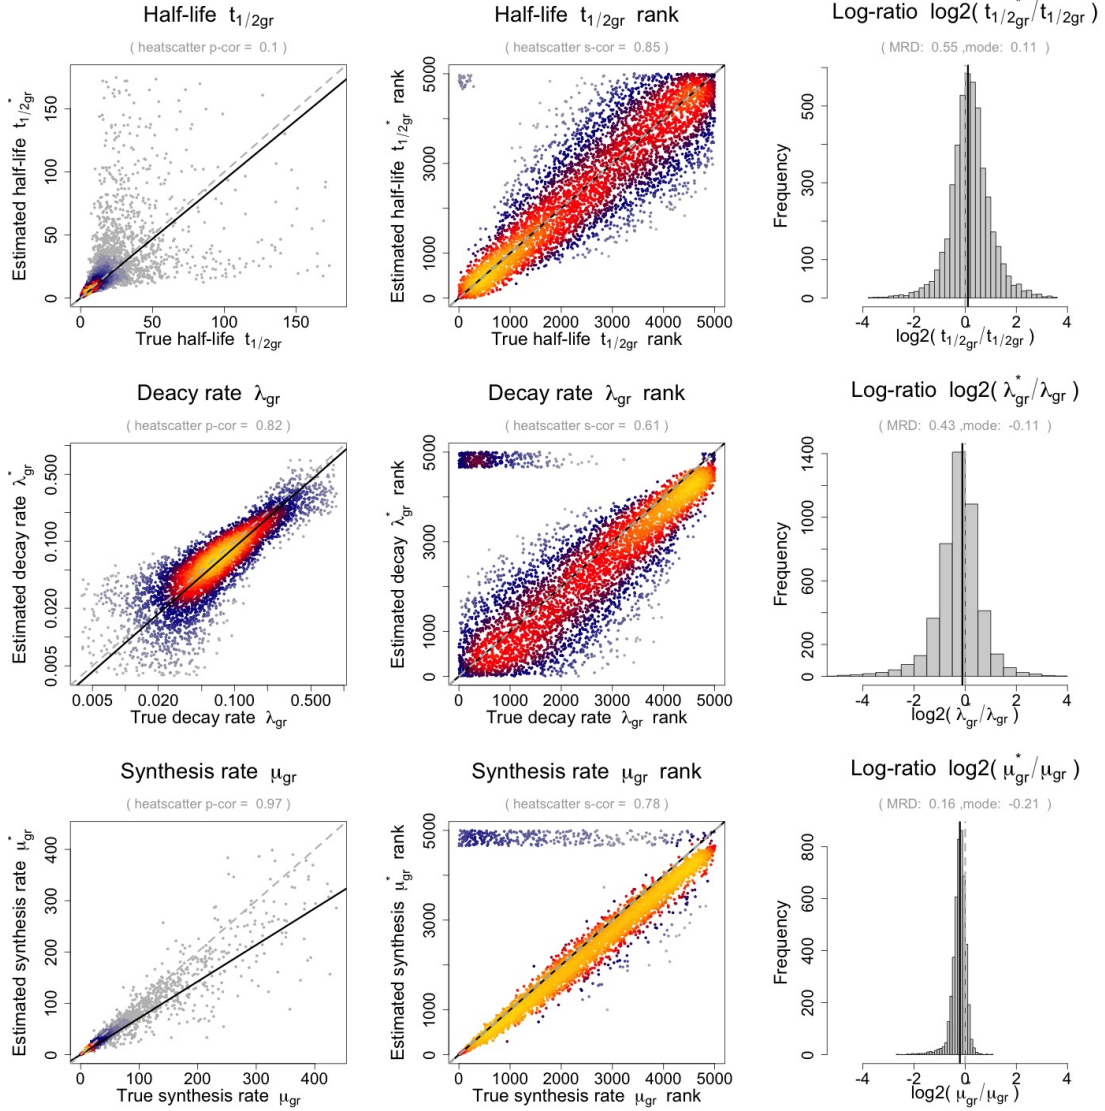 Half-life t1/2gr
( heatscatter p-cor = 0.1 )
Estimated half-life t1/2gr*
0 50 100 150
0 50 100 150
True half-life t1/2gr
Half-life t1/2gr rank
( heatscatter s-cor = 0.85 )
Estimated half-life t1/2gr* rank
0 1000 3000 5000
0 1000 2000 3000 4000 5000
True half-life t1/2gr rank
Log-ratio log2( t1/2gr*/t1/2gr )
( MRD: 0.55 ,mode: 0.11 )
Frequency
0 100 300 500
-4 -2 0 2 4
log2( t1/2gr*/t1/2gr )
Deacy rate λgr
( heatscatter p-cor = 0.82 )
Estimated decay rate λgr*
0.005 0.020 0.100 0.500
0.005 0.020 0.100 0.500
True decay rate λgr
Decay rate λgr rank
( heatscatter s-cor = 0.61 )
Estimated decay λgr* rank
0 1000 3000 5000
0 1000 2000 3000 4000 5000
True decay rate λgr rank
Log-ratio log2( λgr*/λgr )
( MRD: 0.43 ,mode: -0.11 )
Frequency
0 200 600 1000 1400
-4 -2 0 2 4
log2( λgr*/λgr )
Synthesis rate μgr
( heatscatter p-cor = 0.97 )
Estimated synthesis rate μgr*
0 100 200 300 400
0 100 200 300 400
True synthesis rate μgr
Synthesis rate μgr rank
( heatscatter s-cor = 0.78 )
Estimated synthesis μgr* rank
0 1000 3000 5000
0 1000 2000 3000 4000 5000
True synthesis rate μgr rank
Log-ratio log2( μgr*/μgr )
( MRD: 0.16 ,mode: -0.21 )
Frequency
0 200 400 600 800
-4 -2 0 2 4
log2( μgr*/μgr )